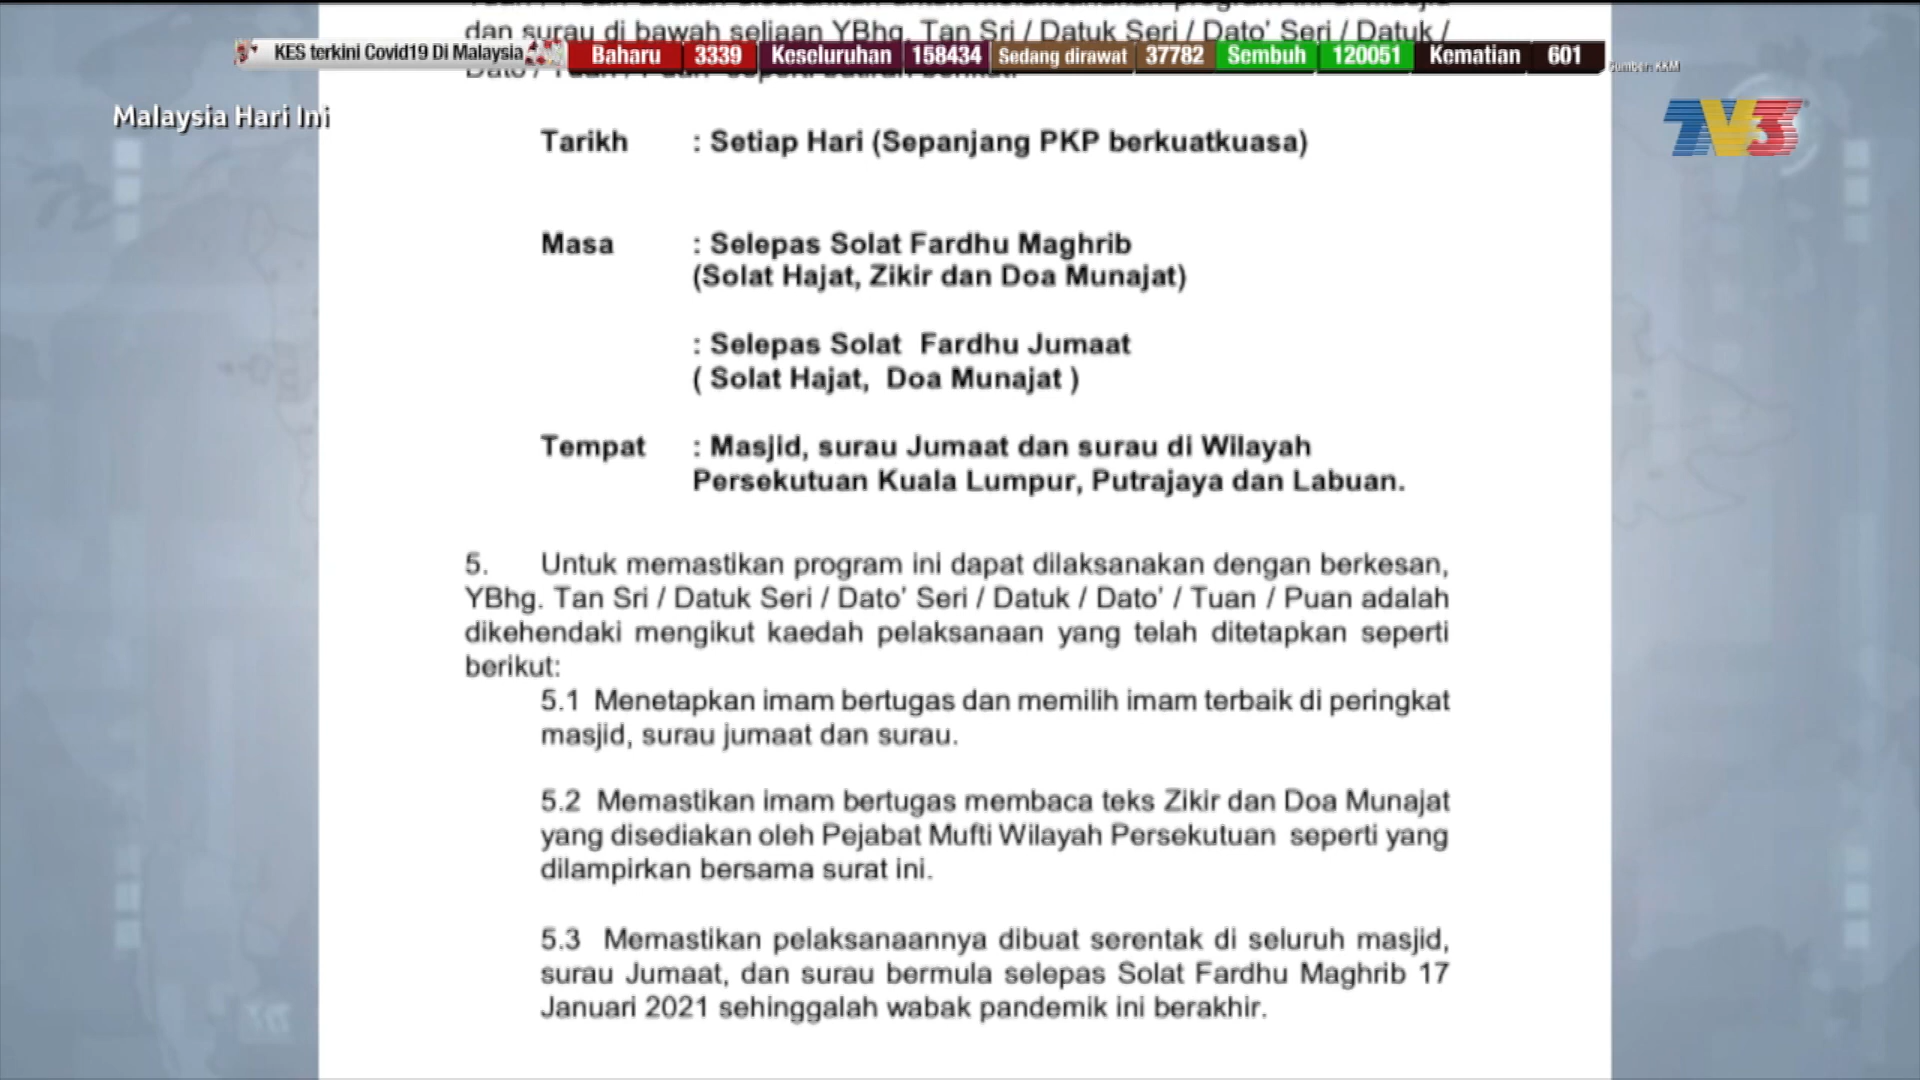 dan surau di bawah seliaan YBhg. Tan Sri / Datuk Seri / Dato' Seri / Datuk /
KES terkini Covid19 Di Malaysia Baharu 3339 Keseluruhan 158434 Sedang dirawat 37782 Sembuh 120051 Kematian 601
Sumber: KKM
Malaysia Hari Ini
TV3
Tarikh : Setiap Hari (Sepanjang PKP berkuatkuasa)
Masa : Selepas Solat Fardhu Maghrib
(Solat Hajat, Zikir dan Doa Munajat)
: Selepas Solat Fardhu Jumaat
( Solat Hajat, Doa Munajat )
Tempat : Masjid, surau Jumaat dan surau di Wilayah
Persekutuan Kuala Lumpur, Putrajaya dan Labuan.
5. Untuk memastikan program ini dapat dilaksanakan dengan berkesan,
YBhg. Tan Sri / Datuk Seri / Dato' Seri / Datuk / Dato' / Tuan / Puan adalah
dikehendaki mengikut kaedah pelaksanaan yang telah ditetapkan seperti
berikut:
5.1 Menetapkan imam bertugas dan memilih imam terbaik di peringkat
masjid, surau jumaat dan surau.
5.2 Memastikan imam bertugas membaca teks Zikir dan Doa Munajat
yang disediakan oleh Pejabat Mufti Wilayah Persekutuan seperti yang
dilampirkan bersama surat ini.
5.3 Memastikan pelaksanaannya dibuat serentak di seluruh masjid,
surau Jumaat, dan surau bermula selepas Solat Fardhu Maghrib 17
Januari 2021 sehinggalah wabak pandemik ini berakhir.